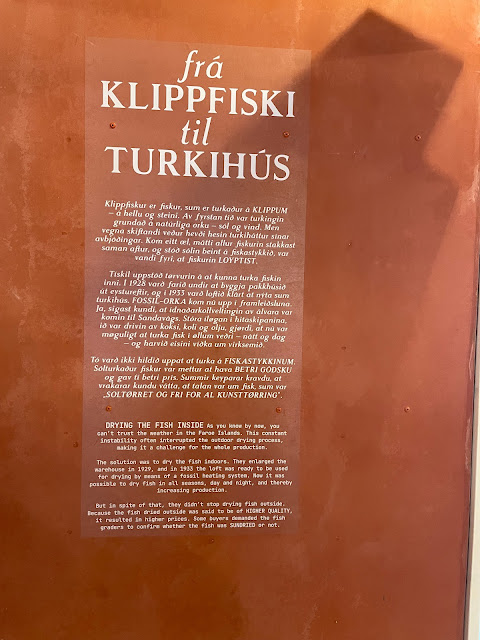 frá
KLIPPFISKI
til
TURKIHÚS
Klippfiskur er fiskur, sum er turkaður á KLIPPUM
– á hellu og steini. Av fyrstan tíð var turkingin
grundað á natúrliga orku – sól og vind. Men
vegna skiftandi veður hevði hesin turkiháttur sínar
avbjóðingar. Kom eitt æl, mátti allur fiskurin stakkast
saman aftur, og stóð sólin beint á fiskastykkið, var
vandi fyri, at fiskurin LOYPTIST.
Tískil uppstóð tørvurin á at kunna turka fiskin
inni. Í 1928 varð farið undir at byggja pakkhúsið
út eystureftir, og í 1933 varð loftið klárt at nýta sum
turkihús. FOSSIL-ORKA kom nú upp í framleiðsluna.
Ja, sigast kundi, at ídnaðarkollveltingin av álvara var
komin til Sandavágs. Stóra íløgan í hitaskipanina,
ið var drivin av koksi, koli og olju, gjørdi, at nú var
møguligt at turka fisk í øllum veðri – nátt og dag
– og harvið eisini víðka um virksemið.
Tó varð ikki hildið uppat at turka á FISKASTYKKINUM.
Sólturkaður fiskur var mettur at hava BETRI GÓÐSKU
og gav tí betri prís. Summir keyparar kravdu, at
vrakarar kundu vátta, at talan var um fisk, sum var
„SOLTØRRET OG FRI FOR AL KUNSTTØRRING".
DRYING THE FISH INSIDE As you know by now, you
can't trust the weather in the Faroe Islands. This constant
instability often interrupted the outdoor drying process,
making it a challenge for the whole production.
The solution was to dry the fish indoors. They enlarged the
warehouse in 1929, and in 1933 the loft was ready to be used
for drying by means of a fossil heating system. Now it was
possible to dry fish in all seasons, day and night, and thereby
increasing production.
But in spite of that, they didn't stop drying fish outside.
Because the fish dried outside was said to be of HIGHER QUALITY,
it resulted in higher prices. Some buyers demanded the fish
graders to confirm whether the fish was SUNDRIED or not.